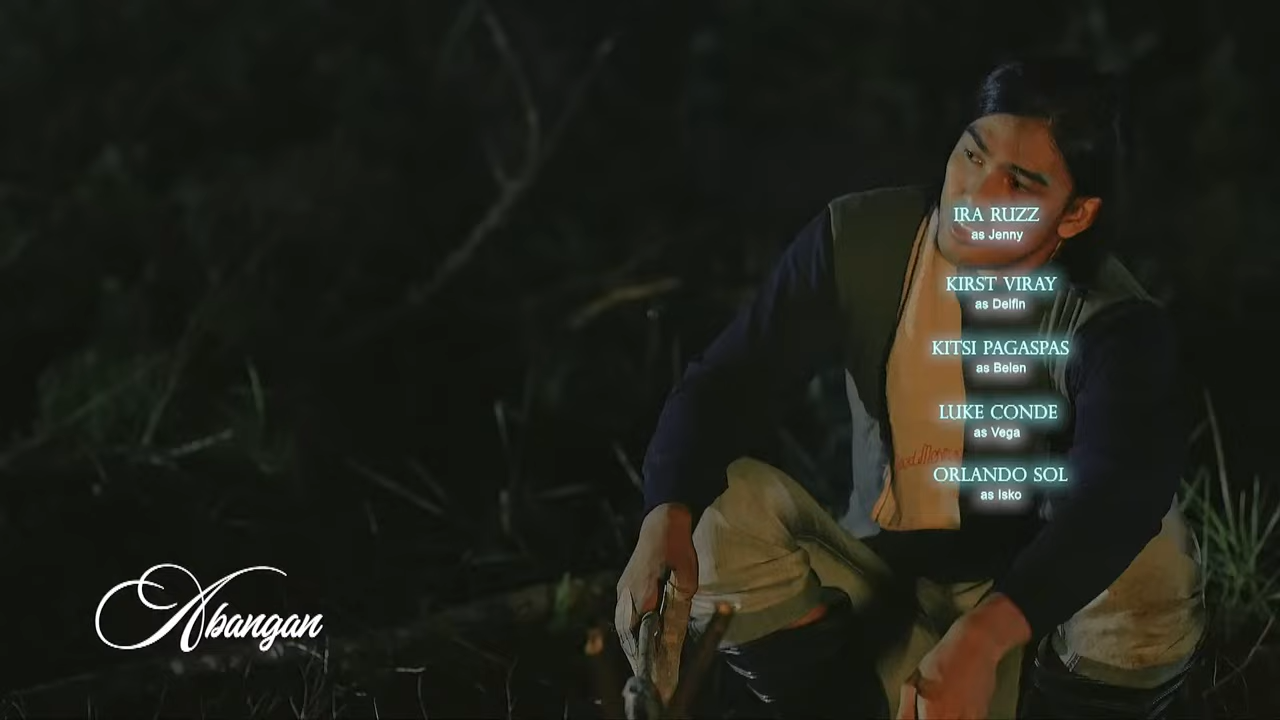 IRA RUZZ
as Jenny
KIRST VIRAY
as Delfin
KITSI PAGASPAS
as Belen
LUKE CONDE
as Vega
ORLANDO SOL
as Isko
Abangan